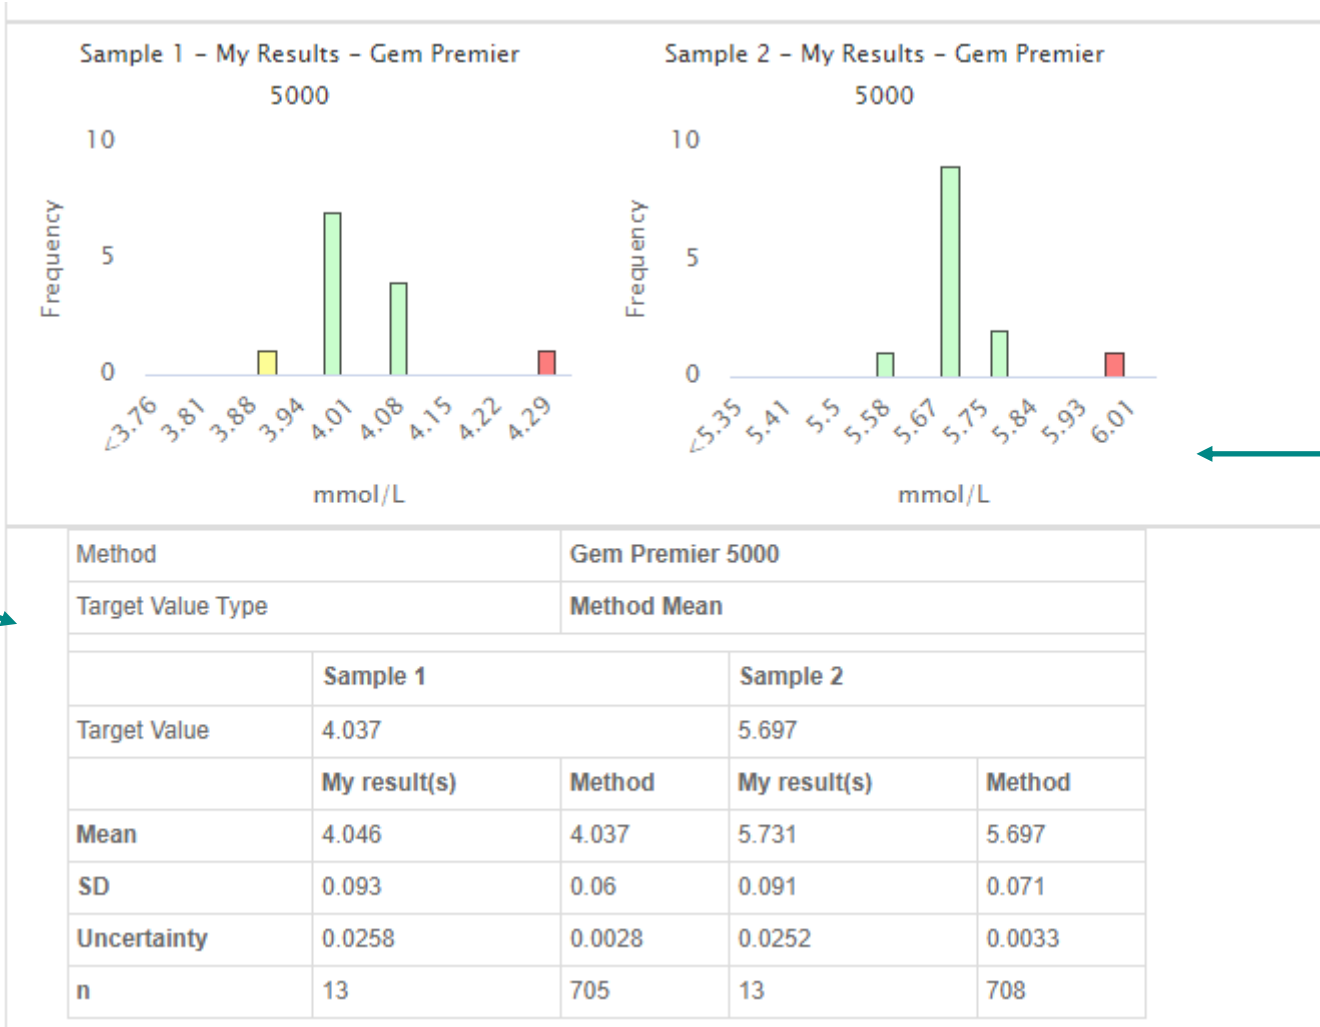 Sample 1 – My Results – Gem Premier
5000
10
5
0
Frequency
<3.76 3.81 3.88 3.94 4.01 4.08 4.15 4.22 4.29
mmol/L
Sample 2 – My Results – Gem Premier
5000
10
5
0
Frequency
<5.35 5.41 5.5 5.58 5.67 5.75 5.84 5.93 6.01
mmol/L
Method Gem Premier 5000
Target Value Type Method Mean
Sample 1 Sample 2
Target Value 4.037 5.697
My result(s) Method My result(s) Method
Mean 4.046 4.037 5.731 5.697
SD 0.093 0.06 0.091 0.071
Uncertainty 0.0258 0.0028 0.0252 0.0033
n 13 705 13 708